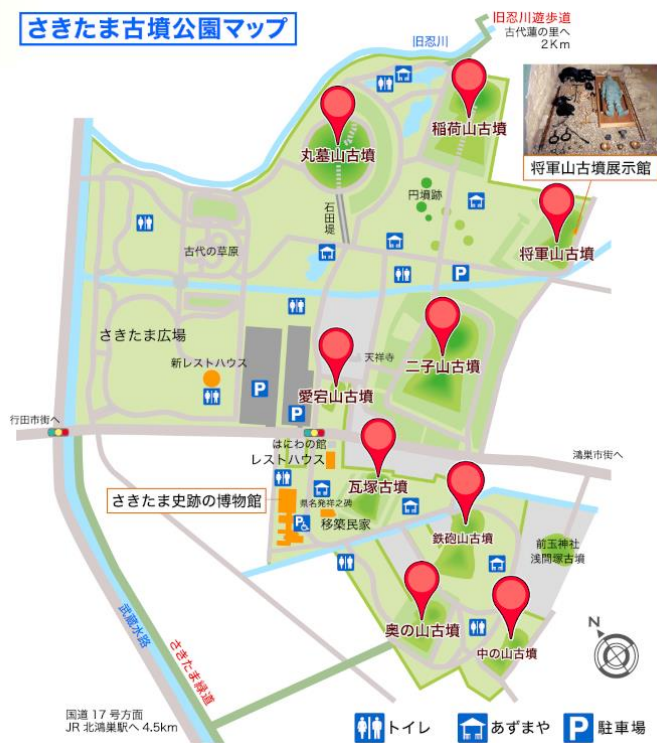 さきたま古墳公園マップ
旧忍川遊歩道
古代蓮の里へ
2Km
旧忍川
稲荷山古墳
丸墓山古墳
将軍山古墳展示館
円墳跡
石田堤
将軍山古墳
古代の草原
P
さきたま広場
二子山古墳
天祥寺
新レストハウス
愛宕山古墳
P
P
行田市街へ
はにわの館
レストハウス
鴻巣市街へ
瓦塚古墳
さきたま史跡の博物館
県名発祥之碑
移築民家
P
鉄砲山古墳
前玉神社
浅間塚古墳
奥の山古墳
中の山古墳
武蔵水路
さきたま緑道
N
国道17号方面
JR北鴻巣駅へ 4.5km
トイレ
あずまや
P 駐車場